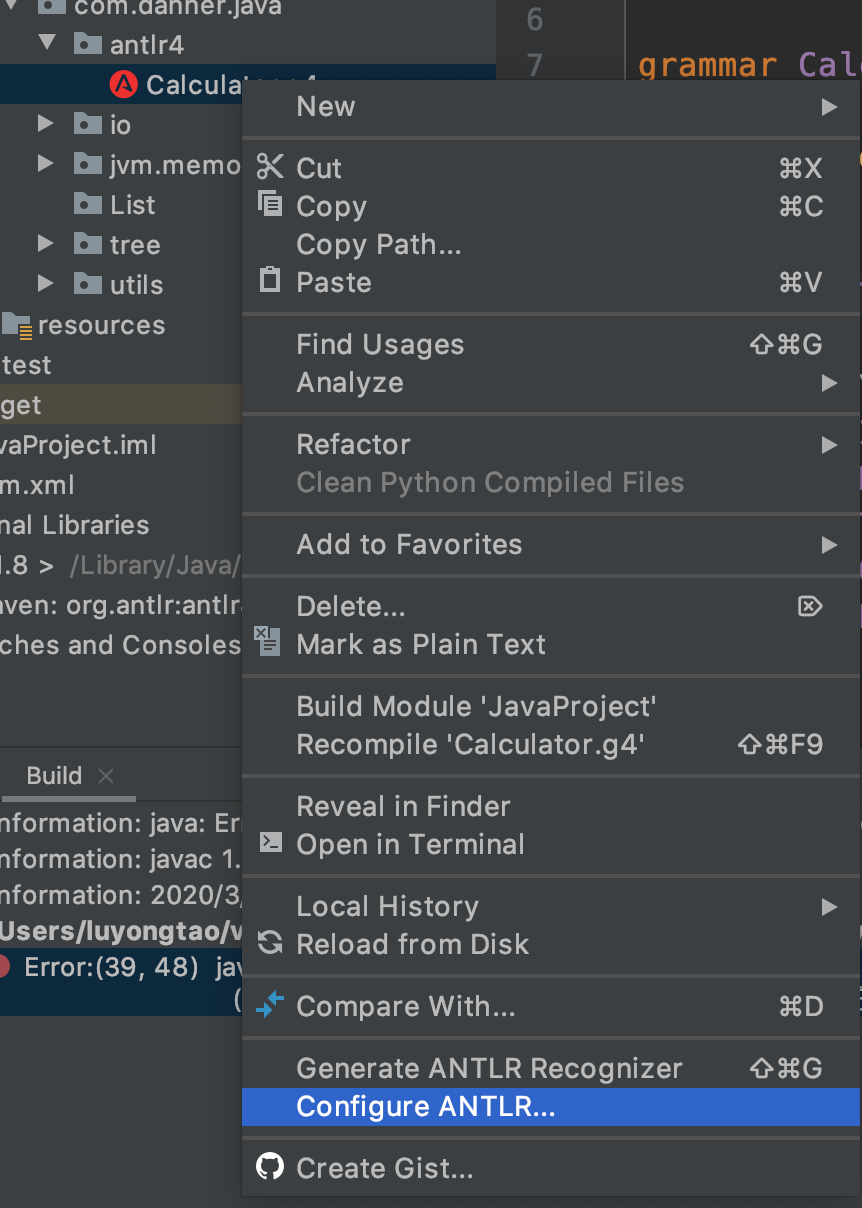 com.danner.java
antlr4
io
jvm.memo
List
tree
utils
resources
test
get
vaProject.iml
m.xml
nal Libraries
1.8 > /Library/Java/
aven: org.antlr:antlr
ches and Consoles
6
7
grammar Cal
New
Cut ⌘X
Copy ⌘C
Copy Path...
Paste ⌘V
Find Usages ⇧⌘G
Analyze
Refactor
Clean Python Compiled Files
Add to Favorites
Delete...
Mark as Plain Text
Build Module 'JavaProject'
Recompile 'Calculator.g4' ⇧⌘F9
Reveal in Finder
Open in Terminal
Local History
Reload from Disk
Compare With... ⌘D
Generate ANTLR Recognizer ⇧⌘G
Configure ANTLR...
Create Gist...
Build
nformation: java: Er
nformation: javac 1.
nformation: 2020/3/
Users/luyongtao/v
Error:(39, 48) jav
(